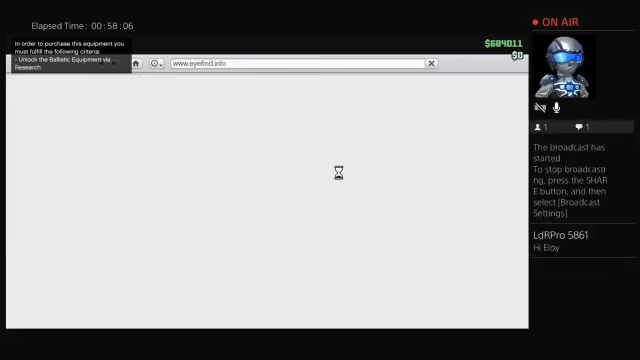 Elapsed Time : 00 : 58 : 06
ON AIR
In order to purchase this equipment you
must fulfill the following criteria:
- Unlock the Ballistic Equipment via
Research
$684011
$0
www.eyefind.info
1
1
The broadcast has
started.
To stop broadcasti
ng, press the SHAR
E button, and then
select [Broadcast
Settings]
LdRPro 5861
Hi Eloy